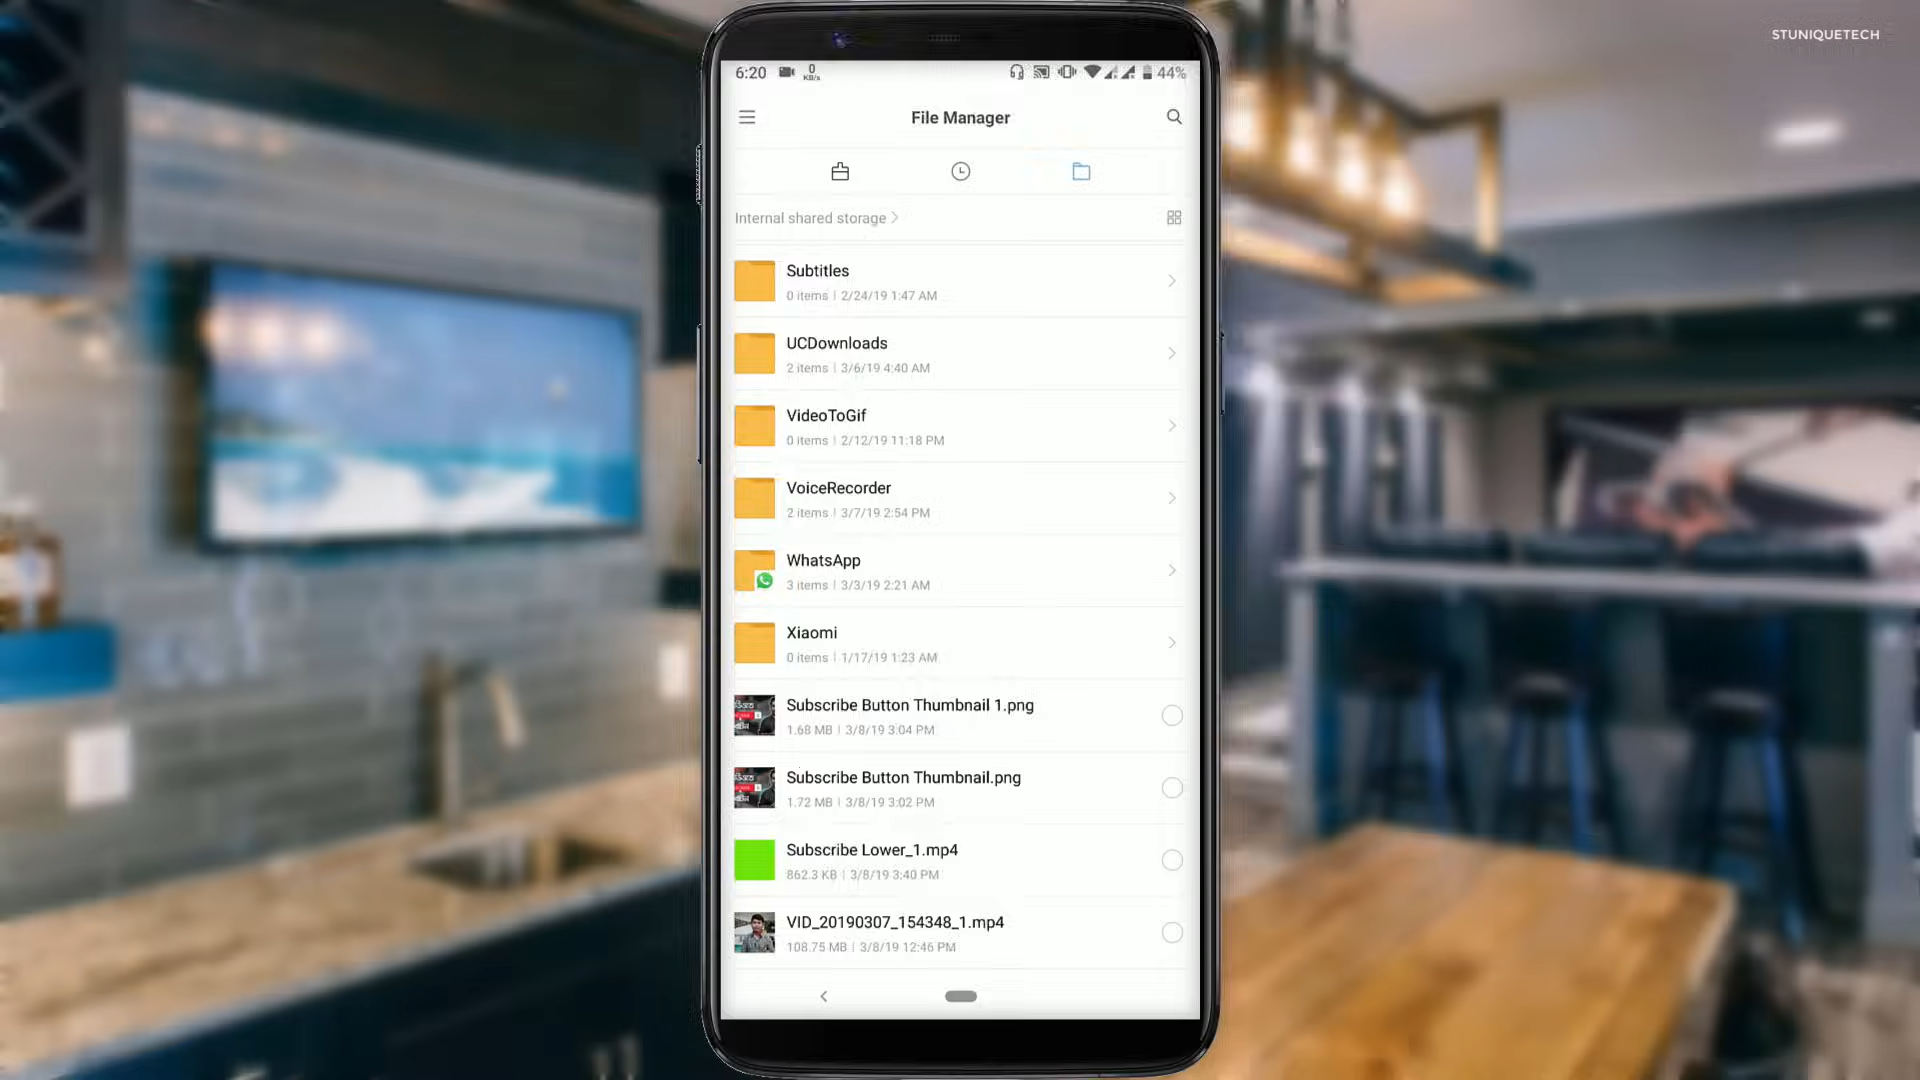 STUNIQUETECH
6:20 0 KB/s 44%
File Manager
Internal shared storage
Subtitles
0 items | 2/24/19 1:47 AM
UCDownloads
2 items | 3/6/19 4:40 AM
VideoToGif
0 items | 2/12/19 11:18 PM
VoiceRecorder
2 items | 3/7/19 2:54 PM
WhatsApp
3 items | 3/3/19 2:21 AM
Xiaomi
0 items | 1/17/19 1:23 AM
Subscribe Button Thumbnail 1.png
1.68 MB | 3/8/19 3:04 PM
Subscribe Button Thumbnail.png
1.72 MB | 3/8/19 3:02 PM
Subscribe Lower_1.mp4
862.3 KB | 3/8/19 3:40 PM
VID_20190307_154348_1.mp4
108.75 MB | 3/8/19 12:46 PM